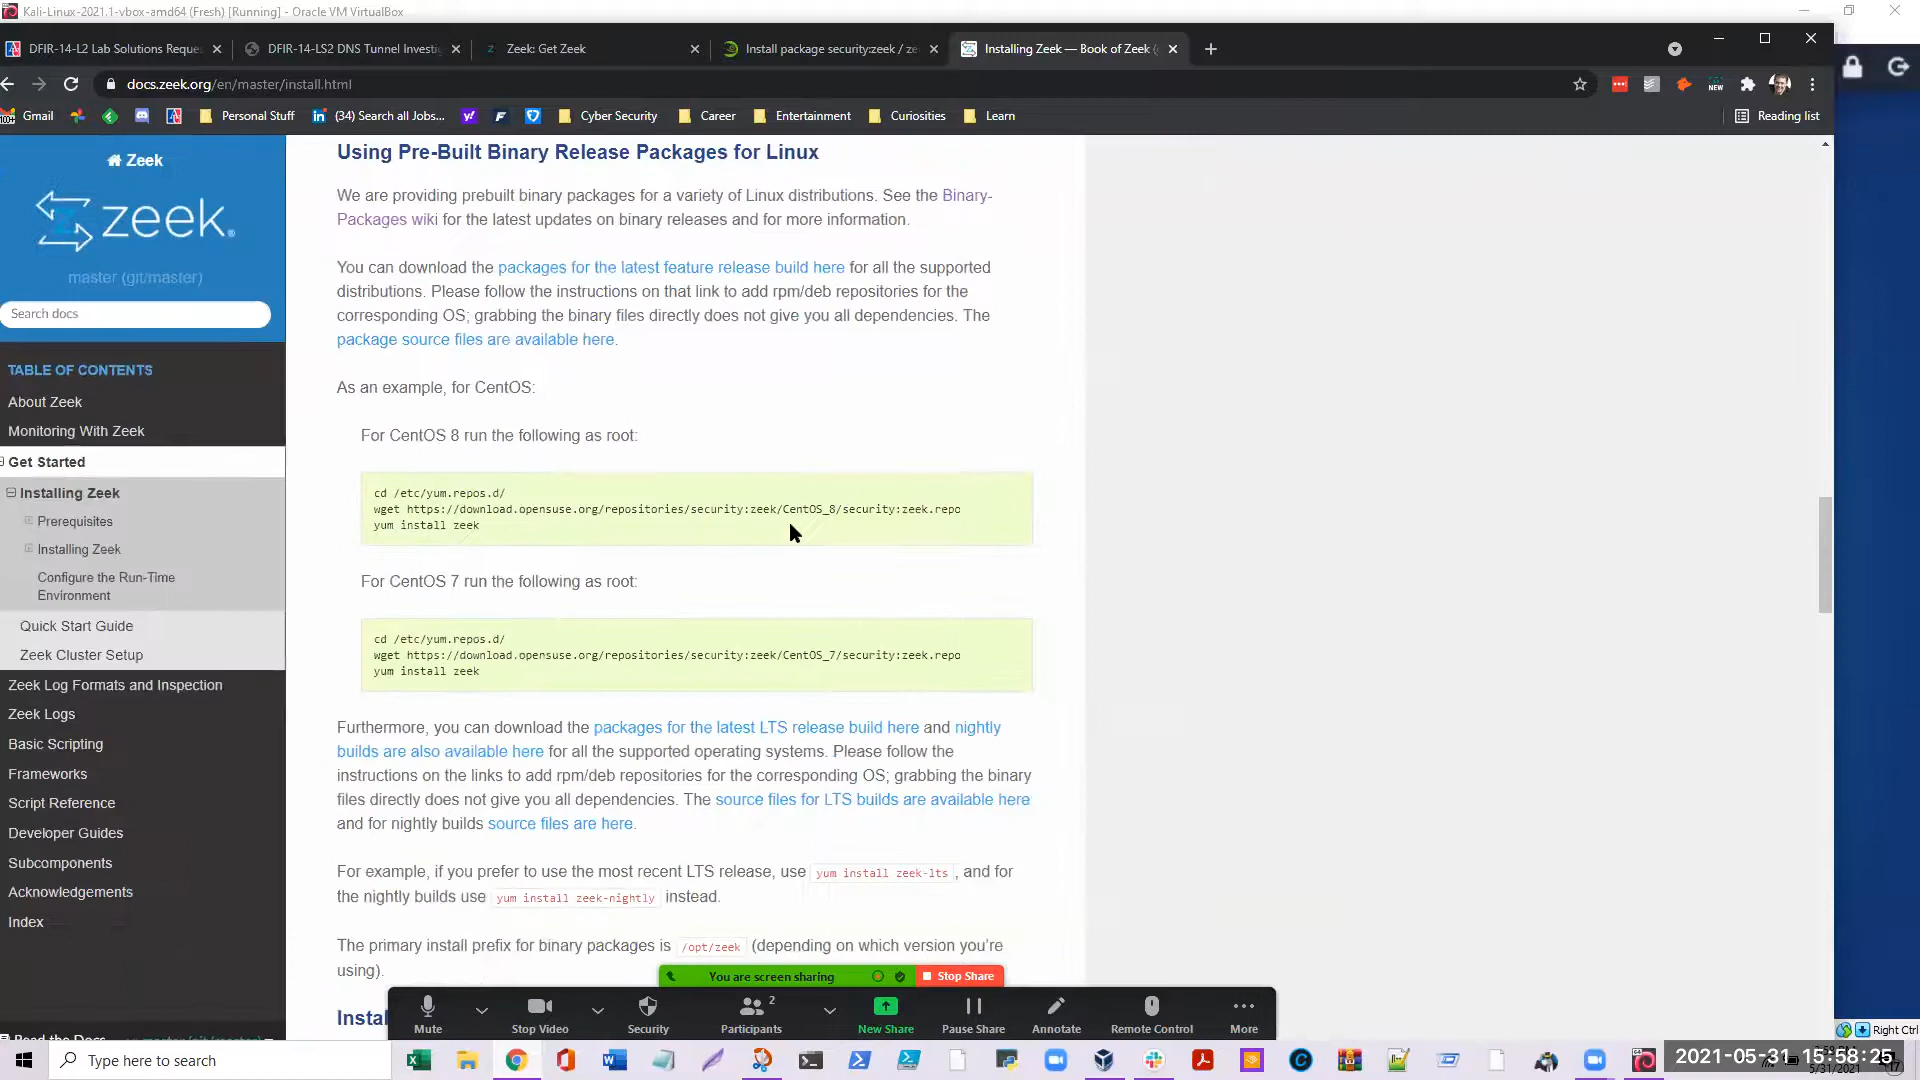 Kali-Linux-2021.1-vbox-amd64 (Fresh) [Running] - Oracle VM VirtualBox
DFIR-14-L2 Lab Solutions Reque
DFIR-14-LS2 DNS Tunnel Investig
Zeek: Get Zeek
Install package security:zeek / ze
Installing Zeek — Book of Zeek (
docs.zeek.org/en/master/install.html
NEW
100+
Gmail
Personal Stuff
(34) Search all Jobs...
Cyber Security
Career
Entertainment
Curiosities
Learn
Reading list
Zeek
zeek
master (git/master)
Search docs
TABLE OF CONTENTS
About Zeek
Monitoring With Zeek
Get Started
Installing Zeek
Prerequisites
Installing Zeek
Configure the Run-Time
Environment
Quick Start Guide
Zeek Cluster Setup
Zeek Log Formats and Inspection
Zeek Logs
Basic Scripting
Frameworks
Script Reference
Developer Guides
Subcomponents
Acknowledgements
Index
Using Pre-Built Binary Release Packages for Linux
We are providing prebuilt binary packages for a variety of Linux distributions. See the Binary-
Packages wiki for the latest updates on binary releases and for more information.
You can download the packages for the latest feature release build here for all the supported
distributions. Please follow the instructions on that link to add rpm/deb repositories for the
corresponding OS; grabbing the binary files directly does not give you all dependencies. The
package source files are available here.
As an example, for CentOS:
For CentOS 8 run the following as root:
cd /etc/yum.repos.d/
wget https://download.opensuse.org/repositories/security:zeek/CentOS_8/security:zeek.repo
yum install zeek
For CentOS 7 run the following as root:
cd /etc/yum.repos.d/
wget https://download.opensuse.org/repositories/security:zeek/CentOS_7/security:zeek.repo
yum install zeek
Furthermore, you can download the packages for the latest LTS release build here and nightly
builds are also available here for all the supported operating systems. Please follow the
instructions on the links to add rpm/deb repositories for the corresponding OS; grabbing the binary
files directly does not give you all dependencies. The source files for LTS builds are available here
and for nightly builds source files are here.
For example, if you prefer to use the most recent LTS release, use yum install zeek-lts , and for
the nightly builds use yum install zeek-nightly instead.
The primary install prefix for binary packages is /opt/zeek (depending on which version you're
using).
Instal
You are screen sharing
Stop Share
Mute
Stop Video
Security
2
Participants
New Share
Pause Share
Annotate
Remote Control
More
Right Ctrl
Type here to search
2021-05-31 15:58:25
5/31/2021